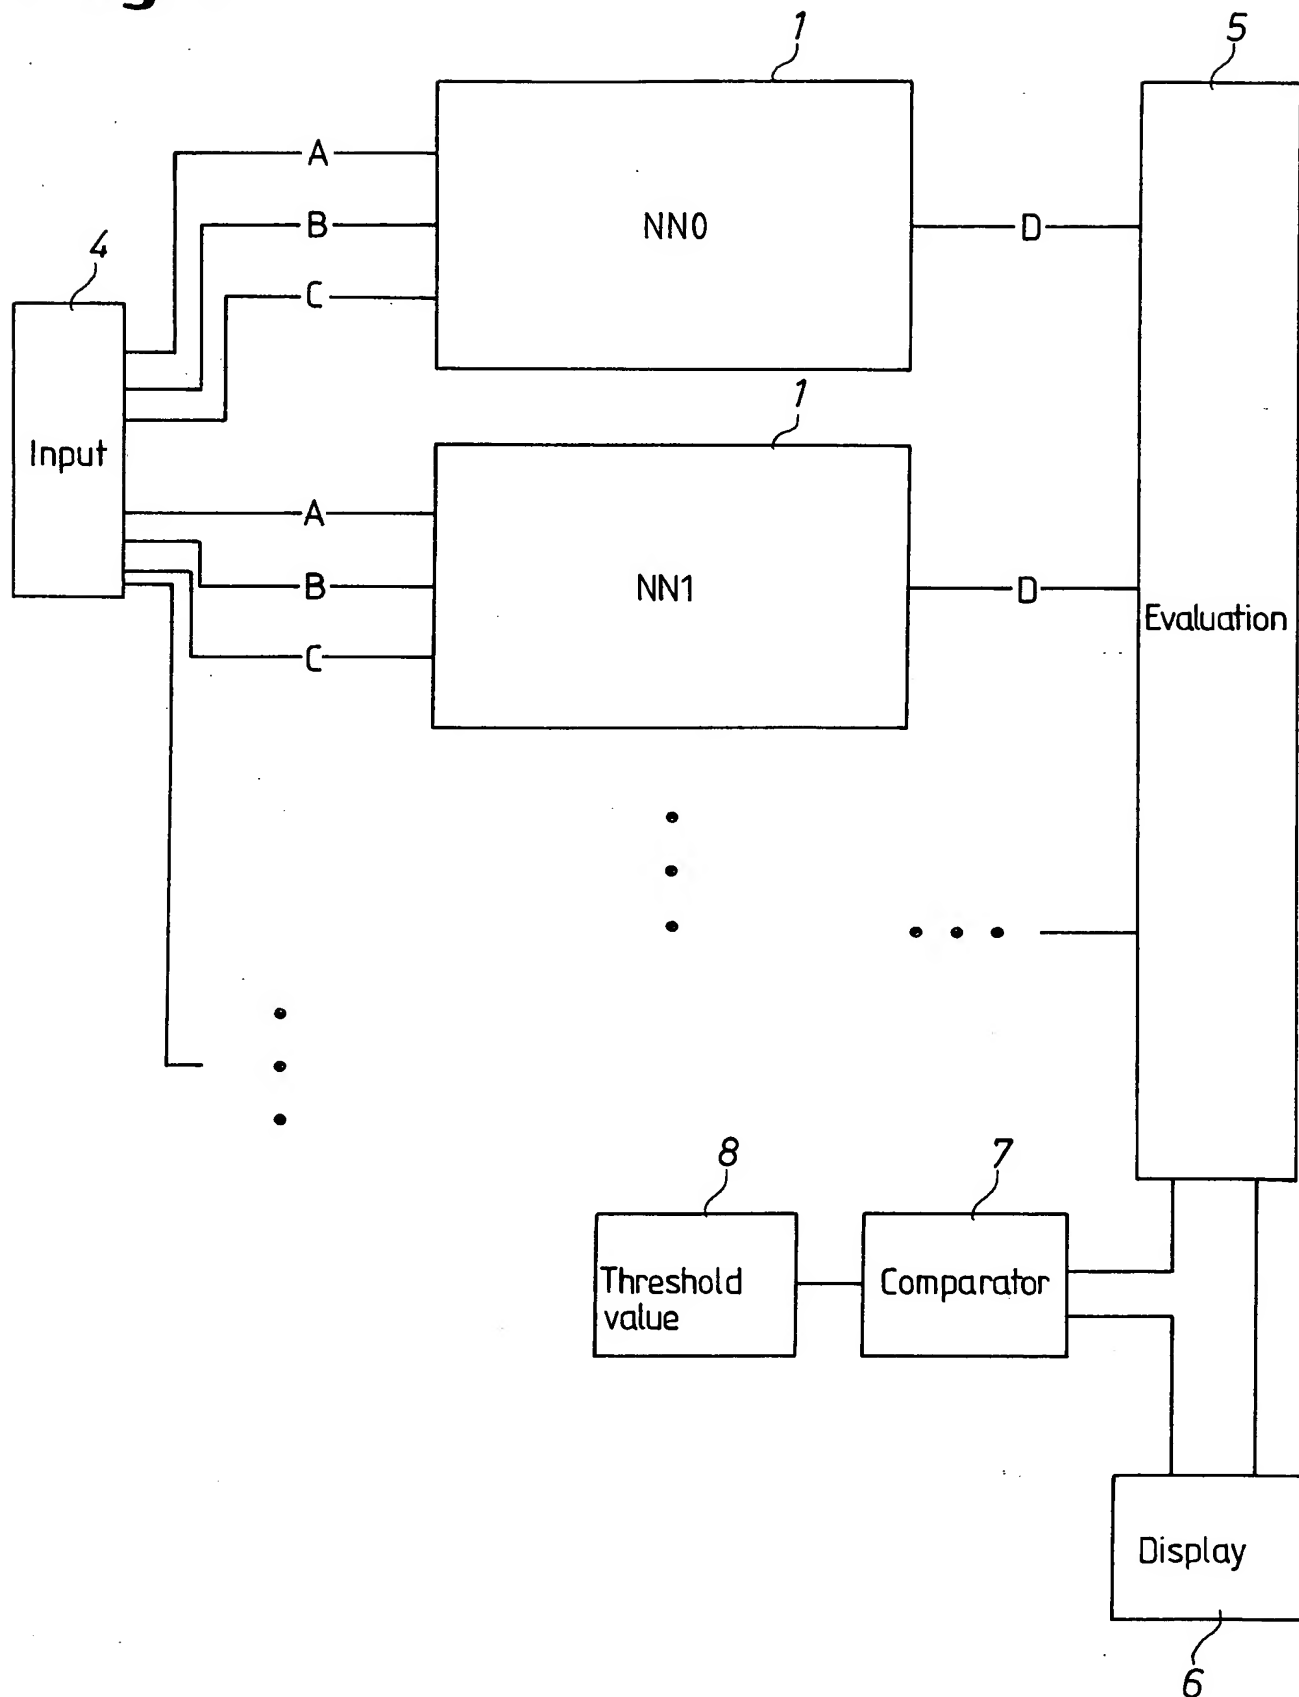 1
5
A
B
NN0
D
4
C
1
Input
A
B
NN1
D
Evaluation
C
8
7
Threshold
value
Comparator
Display
6